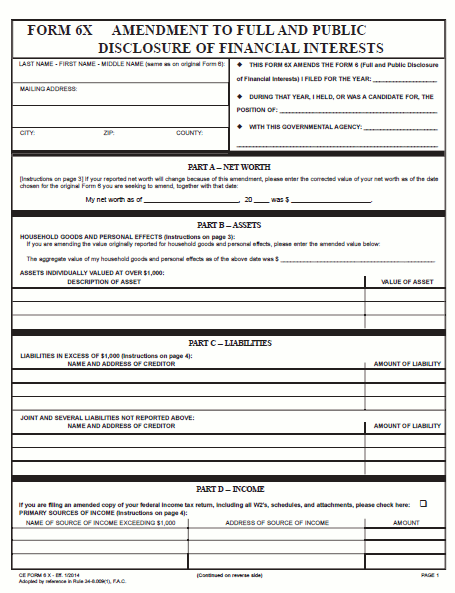 FORM 6X AMENDMENT TO FULL AND PUBLIC
DISCLOSURE OF FINANCIAL INTERESTS
LAST NAME - FIRST NAME - MIDDLE NAME (same as on original Form 6):
MAILING ADDRESS:
CITY: ZIP: COUNTY:
◆ THIS FORM 6X AMENDS THE FORM 6 (Full and Public Disclosure
of Financial Interests) I FILED FOR THE YEAR:
◆ DURING THAT YEAR, I HELD, OR WAS A CANDIDATE FOR, THE
POSITION OF:
◆ WITH THIS GOVERNMENTAL AGENCY:
PART A – NET WORTH
[Instructions on page 3] If your reported net worth will change because of this amendment, please enter the corrected value of your net worth as of the date
chosen for the original Form 6 you are seeking to amend, together with that date:
My net worth as of , 20 was $ .
PART B – ASSETS
HOUSEHOLD GOODS AND PERSONAL EFFECTS (Instructions on page 3):
If you are amending the value originally reported for household goods and personal effects, please enter the amended value below:
The aggregate value of my household goods and personal effects as of the above date was $
ASSETS INDIVIDUALLY VALUED AT OVER $1,000:
DESCRIPTION OF ASSET VALUE OF ASSET
PART C – LIABILITIES
LIABILITIES IN EXCESS OF $1,000 (Instructions on page 4):
NAME AND ADDRESS OF CREDITOR AMOUNT OF LIABILITY
JOINT AND SEVERAL LIABILITIES NOT REPORTED ABOVE:
NAME AND ADDRESS OF CREDITOR AMOUNT OF LIABILITY
PART D – INCOME
If you are filing an amended copy of your federal income tax return, including all W2's, schedules, and attachments, please check here: ❑
PRIMARY SOURCES OF INCOME (Instructions on page 4):
NAME OF SOURCE OF INCOME EXCEEDING $1,000 ADDRESS OF SOURCE OF INCOME AMOUNT
CE FORM 6 X - Eff. 1/2014 (Continued on reverse side) PAGE 1
Adopted by reference in Rule 34-8.009(1), F.A.C.